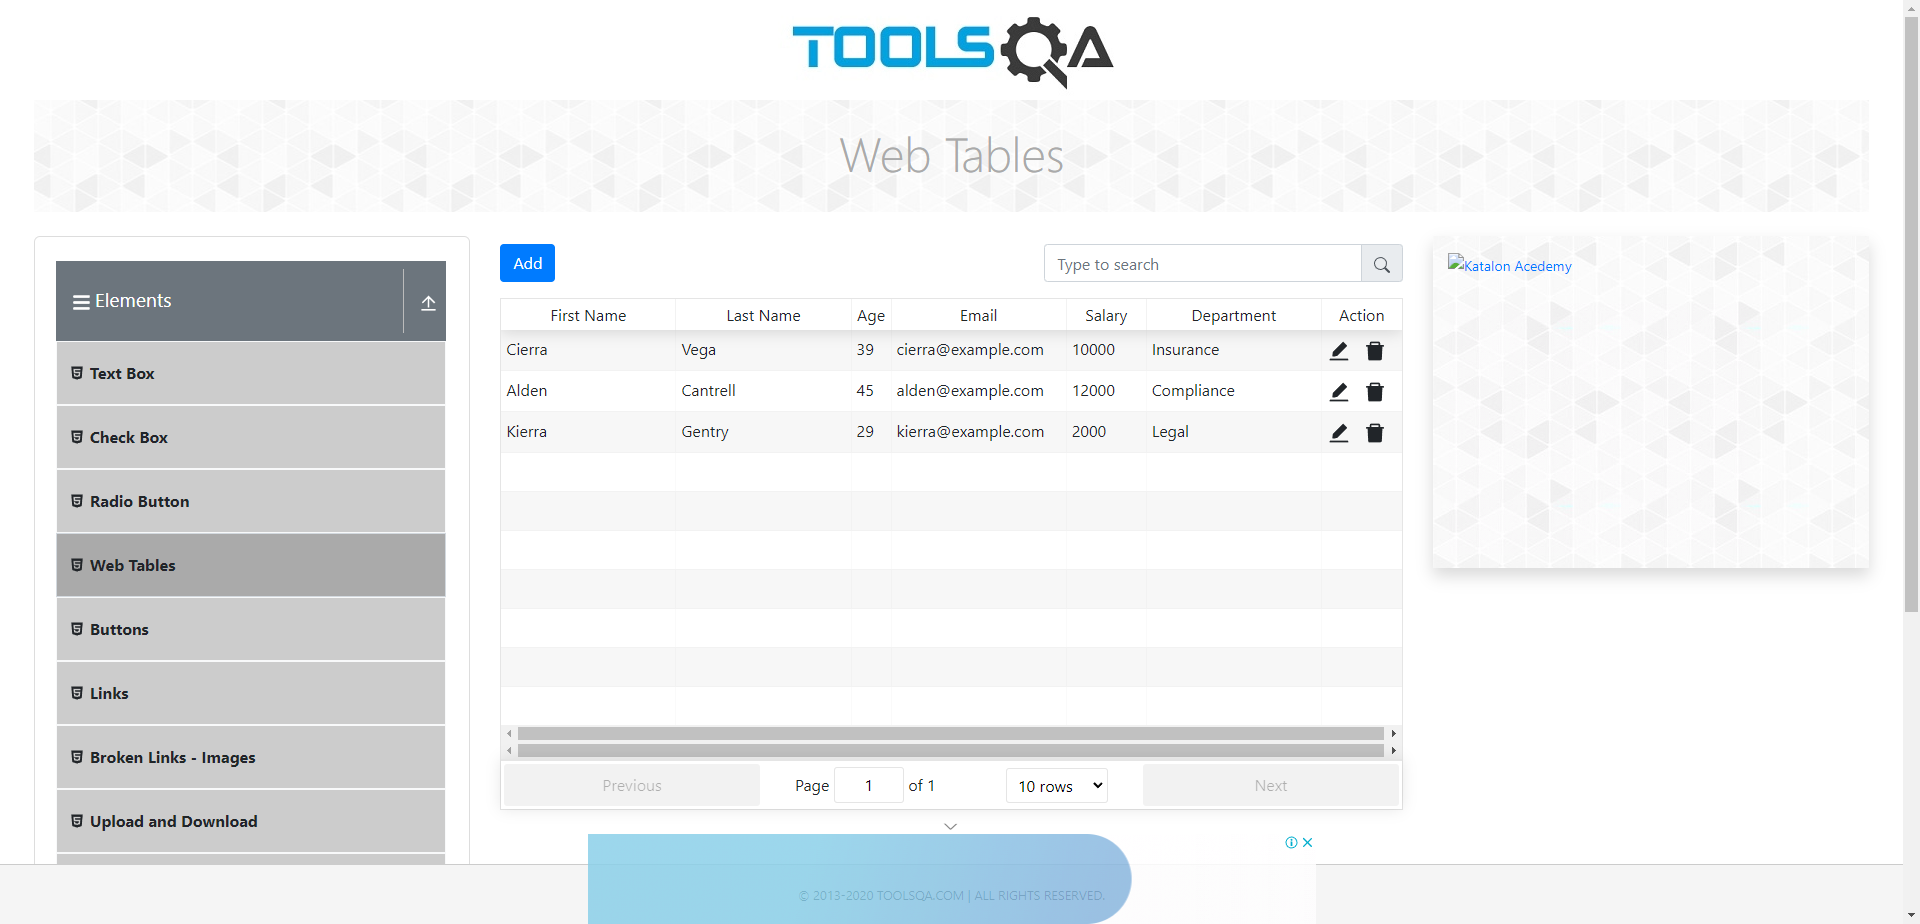 TOOLSQA
Web Tables
Elements
Text Box
Check Box
Radio Button
Web Tables
Buttons
Links
Broken Links - Images
Upload and Download
Add
Type to search
First Name Last Name Age Email Salary Department Action
Cierra Vega 39 cierra@example.com 10000 Insurance
Alden Cantrell 45 alden@example.com 12000 Compliance
Kierra Gentry 29 kierra@example.com 2000 Legal
Previous Page 1 of 1 10 rows Next
Katalon Acedemy
© 2013-2020 TOOLSQA.COM | ALL RIGHTS RESERVED.